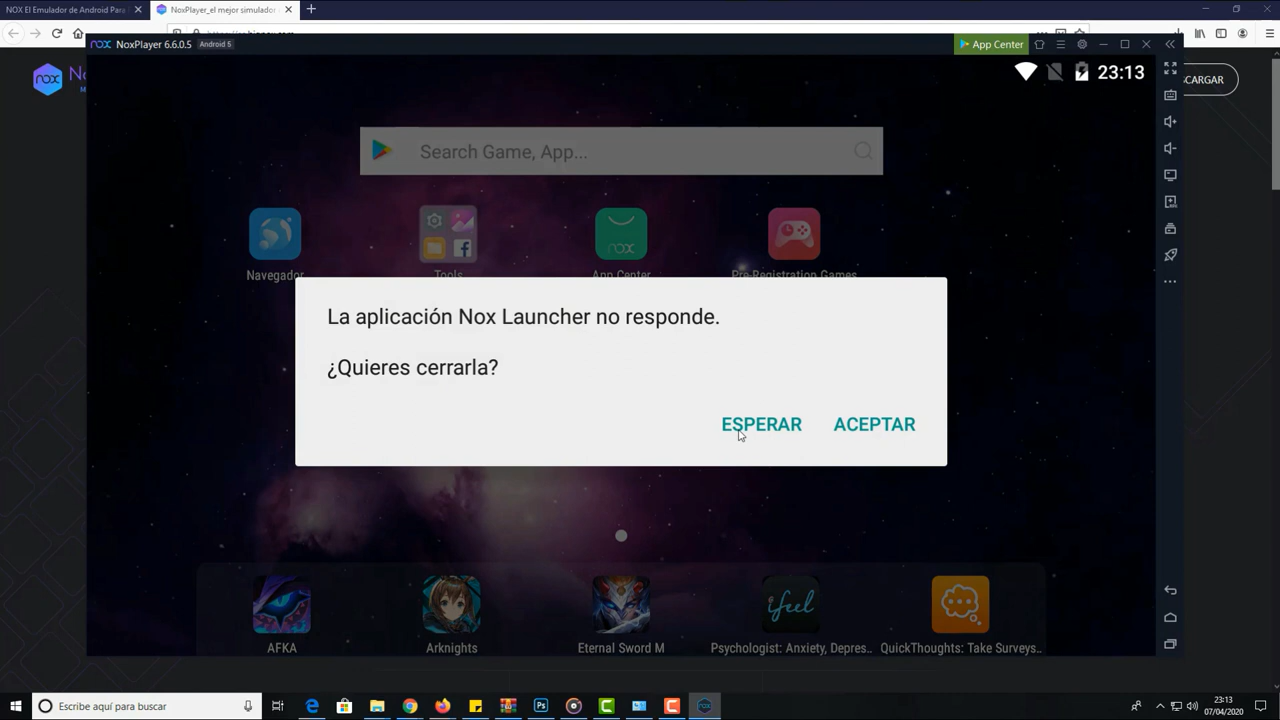 NOX El Emulador de Android Para
NoxPlayer_el mejor simulador
NoxPlayer 6.6.0.5 Android 5
App Center
23:13
nox
CARGAR
Search Game, App...
nox
Navegador
Tools
App Center
Pre-Registration Games
La aplicación Nox Launcher no responde.
¿Quieres cerrarla?
ESPERAR ACEPTAR
ifeel
AFKA
Arknights
Eternal Sword M
Psychologist: Anxiety, Depres..
QuickThoughts: Take Surveys..
Escribe aquí para buscar
23:13
07/04/2020